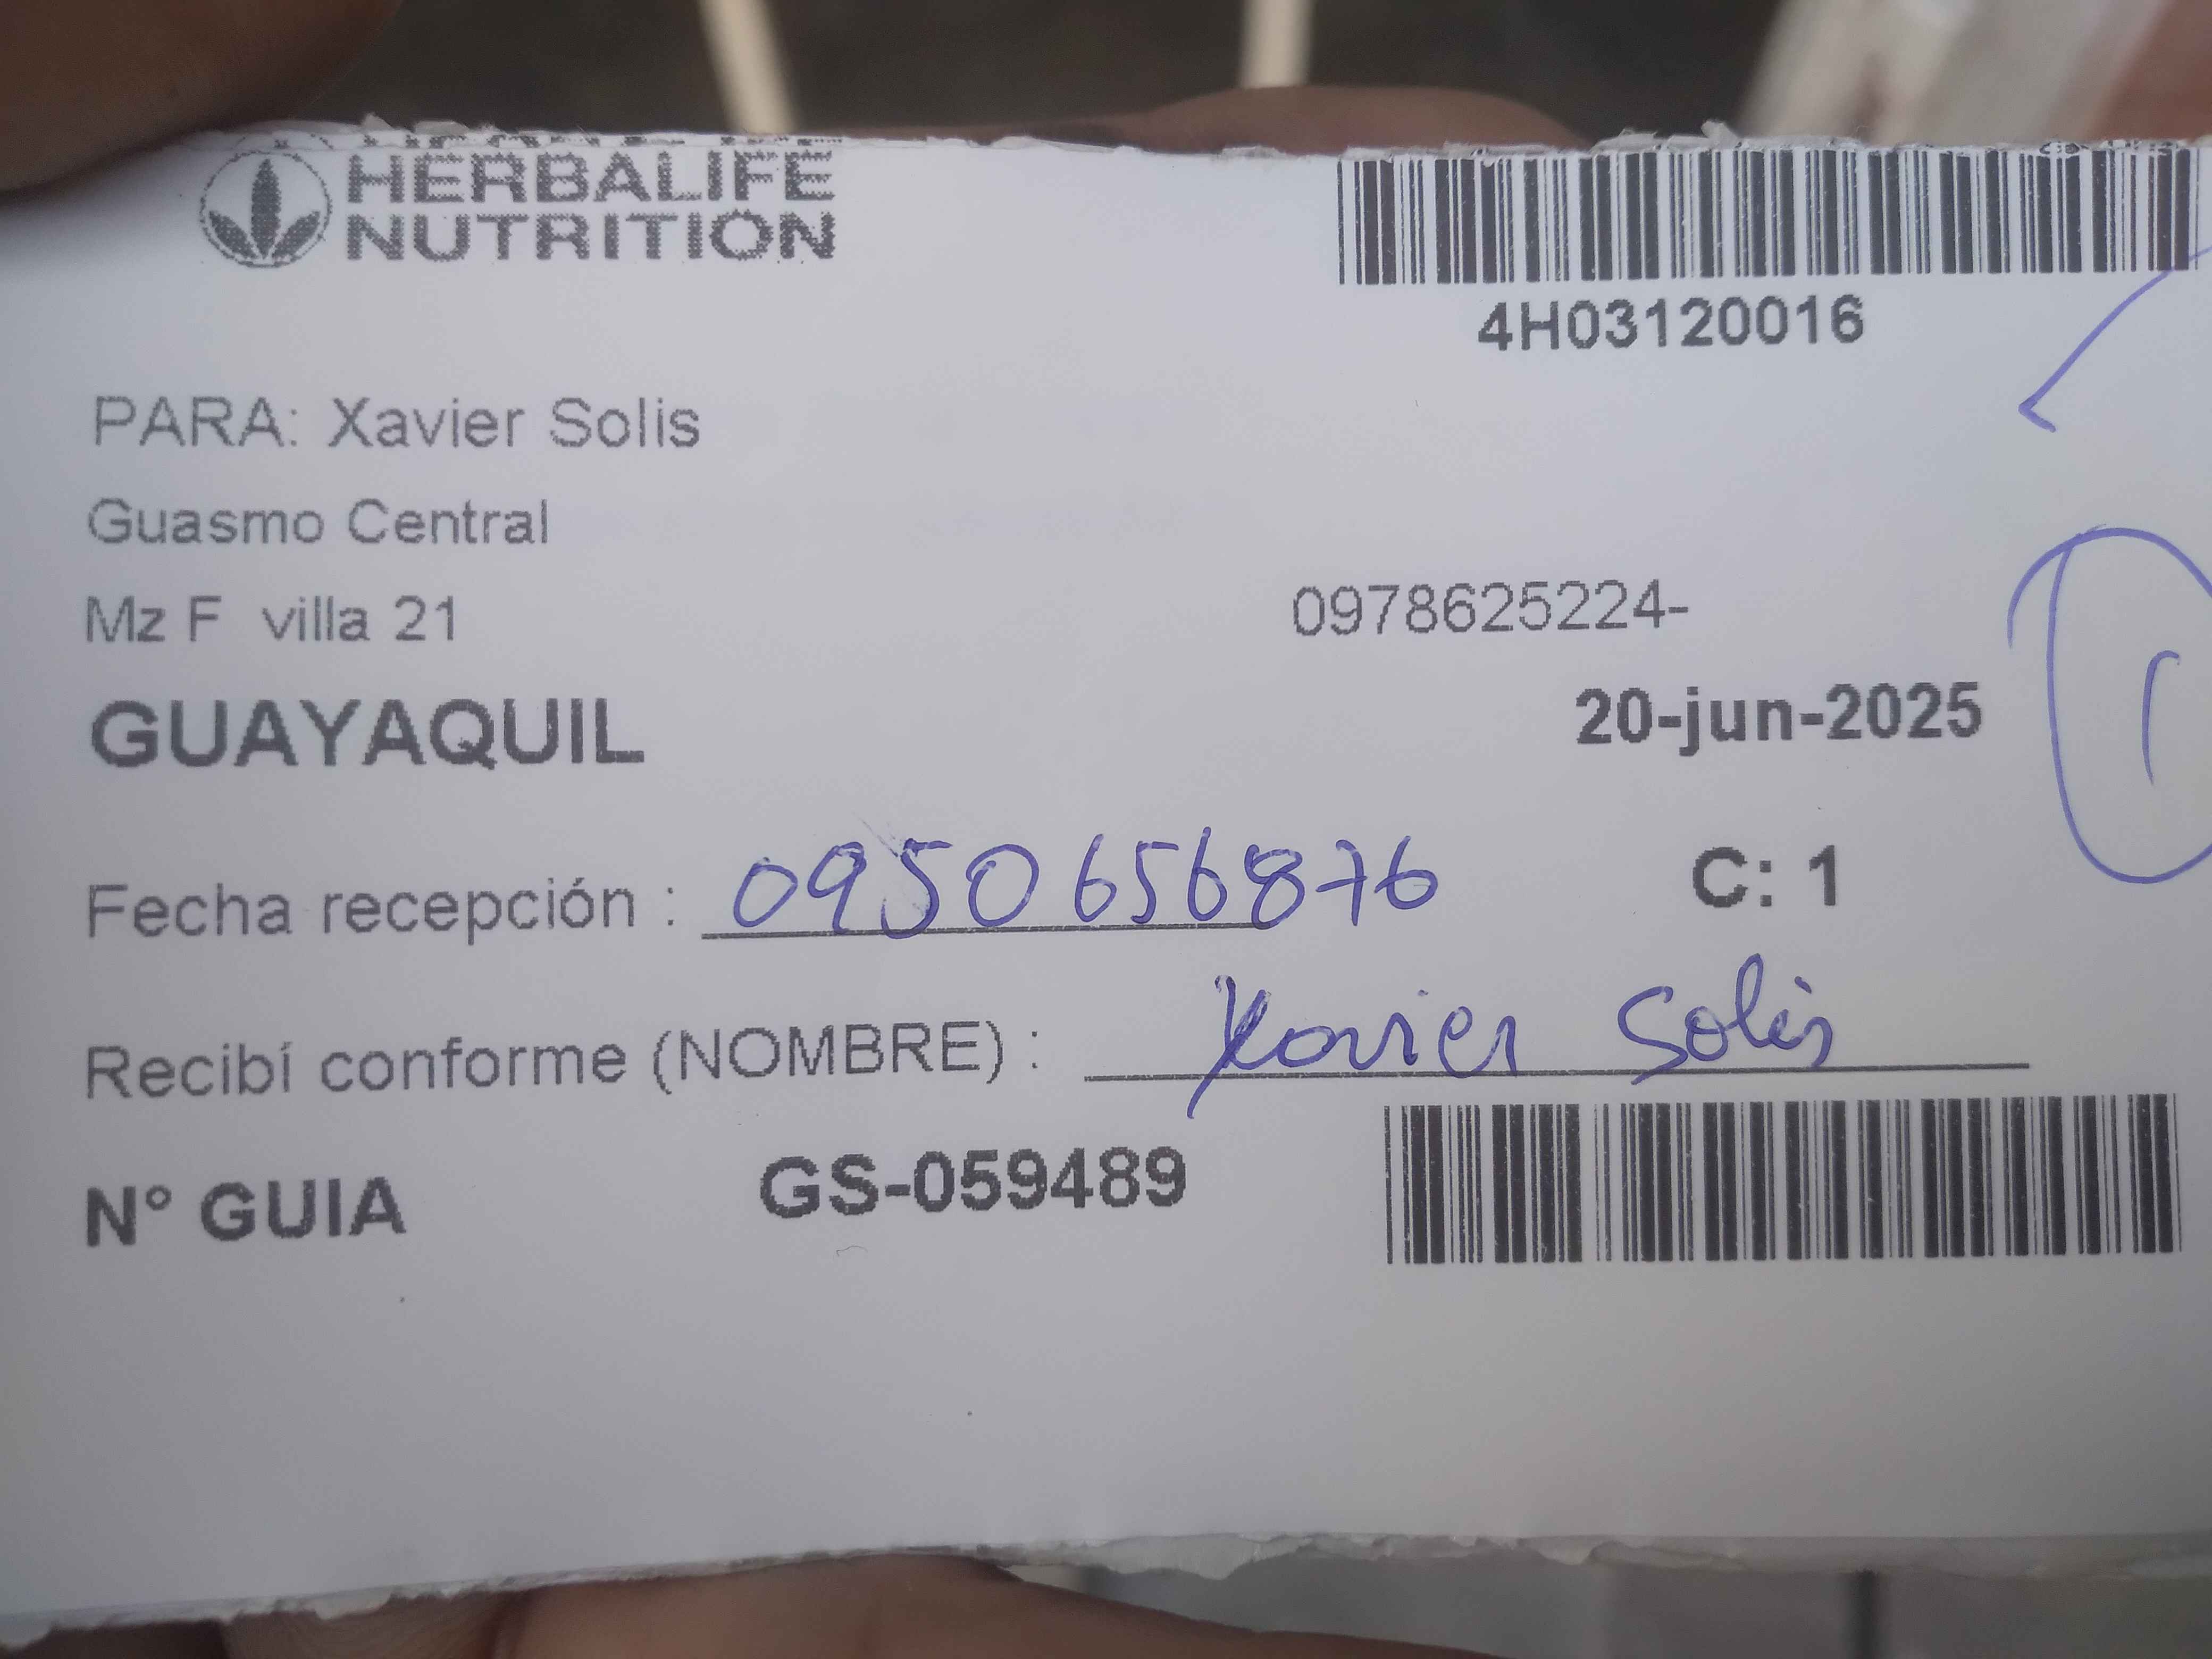 HERBALIFE
NUTRITION
4H03120016
PARA: Xavier Solis
Guasmo Central
Mz F villa 21
0978625224-
GUAYAQUIL
20-jun-2025
1
Fecha recepción : 0950656876
C: 1
Recibí conforme (NOMBRE) : Xavier Solis
N° GUIA GS-059489